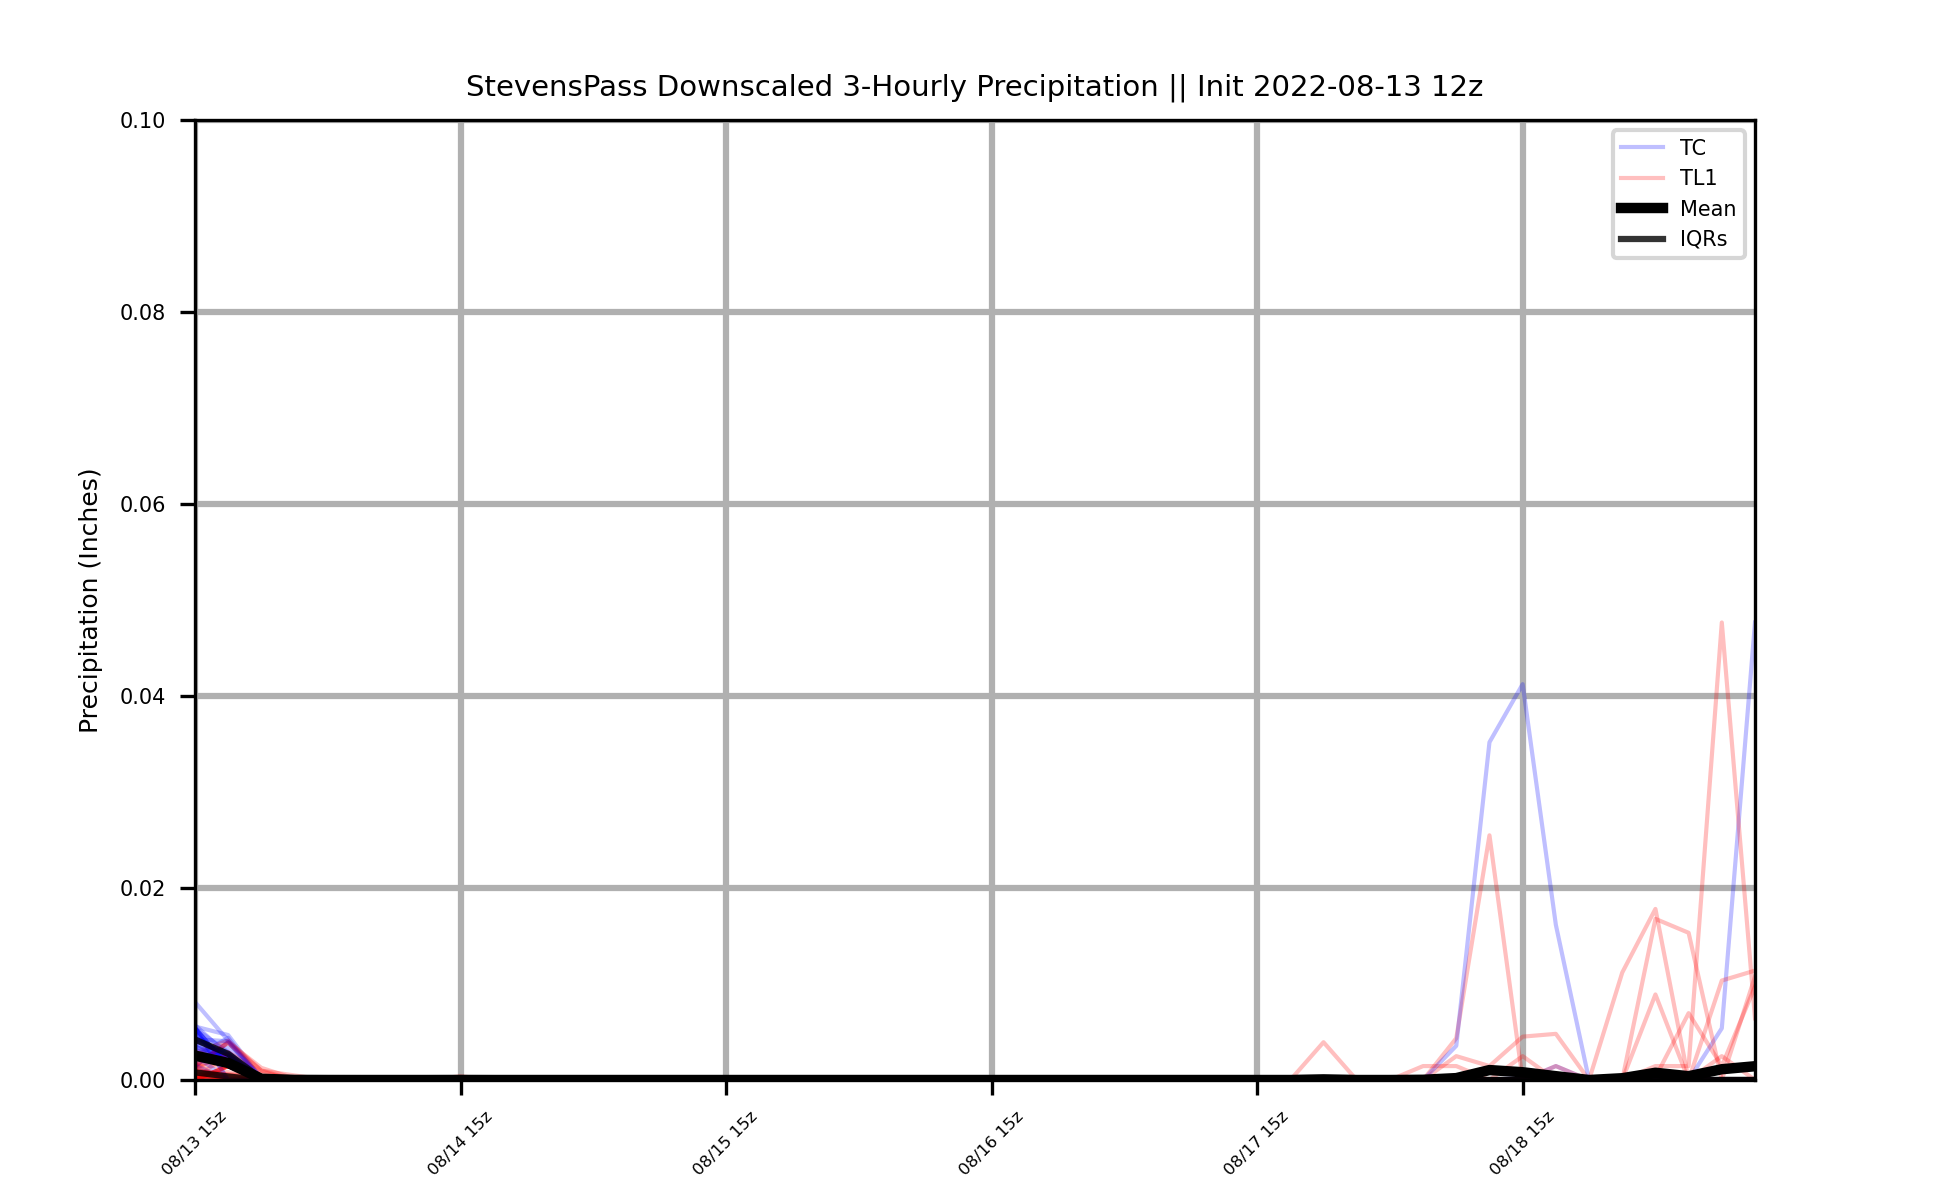 StevensPass Downscaled 3-Hourly Precipitation || Init 2022-08-13 12z
TC
TL1
Mean
IQRs
Precipitation (Inches)
0.10
0.08
0.06
0.04
0.02
0.00
08/13 15z
08/14 15z
08/15 15z
08/16 15z
08/17 15z
08/18 15z